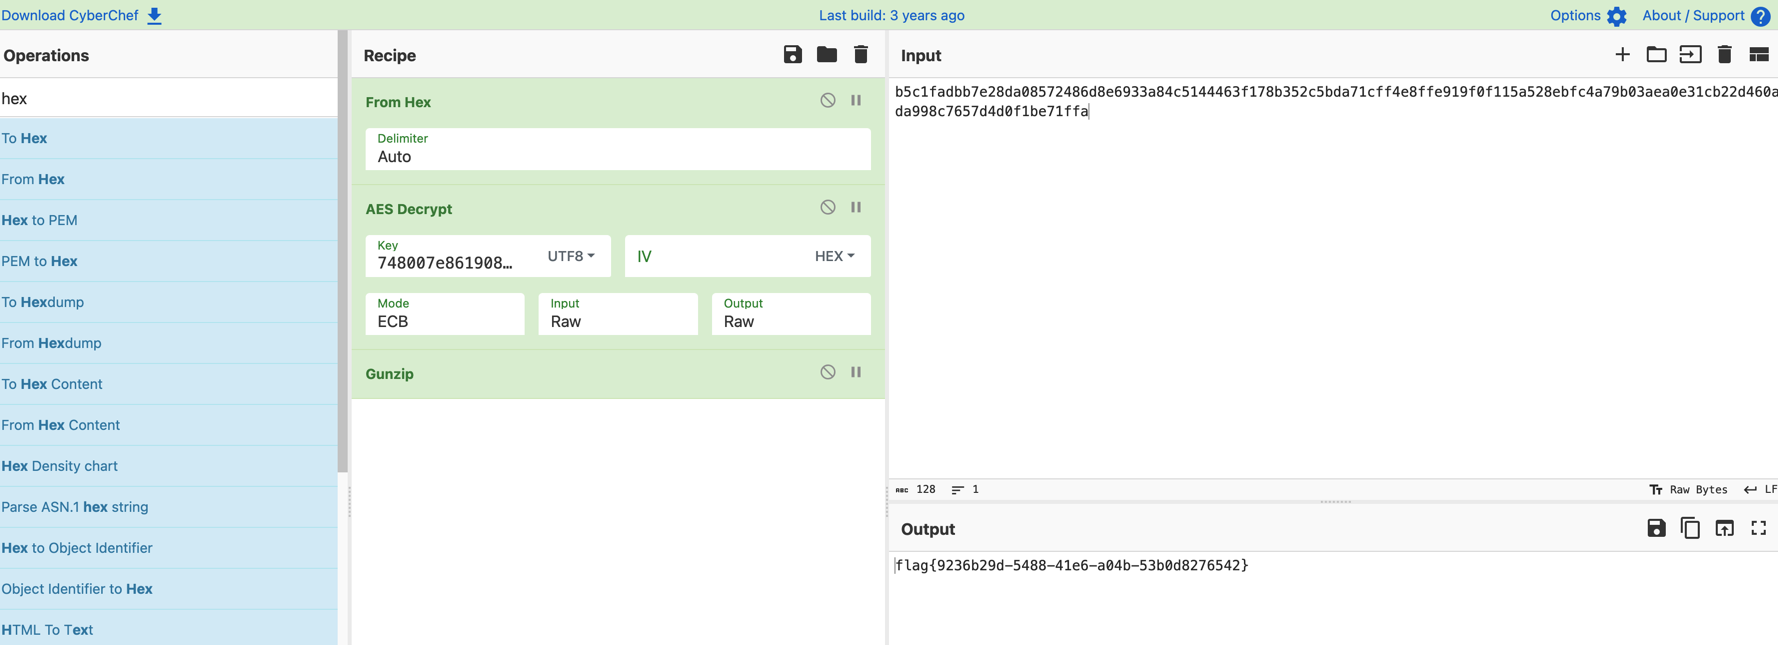 Download CyberChef
Last build: 3 years ago
Options
About / Support
Operations
hex
To Hex
From Hex
Hex to PEM
PEM to Hex
To Hexdump
From Hexdump
To Hex Content
From Hex Content
Hex Density chart
Parse ASN.1 hex string
Hex to Object Identifier
Object Identifier to Hex
HTML To Text
Recipe
From Hex
Delimiter
Auto
AES Decrypt
Key
748007e861908...
UTF8
IV
HEX
Mode
ECB
Input
Raw
Output
Raw
Gunzip
Input
b5c1fadbb7e28da08572486d8e6933a84c5144463f178b352c5bda71cff4e8ffe919f0f115a528ebfc4a79b03aea0e31cb22d460a
da998c7657d4d0f1be71ffa
ABC 128
1
Tт Raw Bytes
LF
Output
flag{9236b29d-5488-41e6-a04b-53b0d8276542}